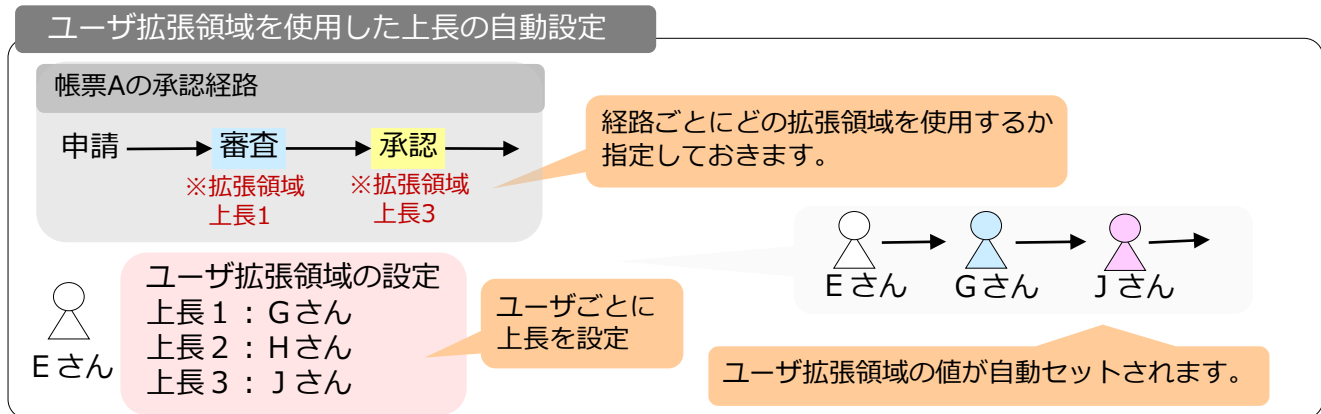 ユーザ拡張領域を使用した上長の自動設定
帳票Aの承認経路
申請
審査
承認
※拡張領域
上長1
※拡張領域
上長3
経路ごとにどの拡張領域を使用するか
指定しておきます。
Eさん
ユーザ拡張領域の設定
上長1：Gさん
上長2：Hさん
上長3：Jさん
ユーザごとに
上長を設定
Eさん
Gさん
Jさん
ユーザ拡張領域の値が自動セットされます。